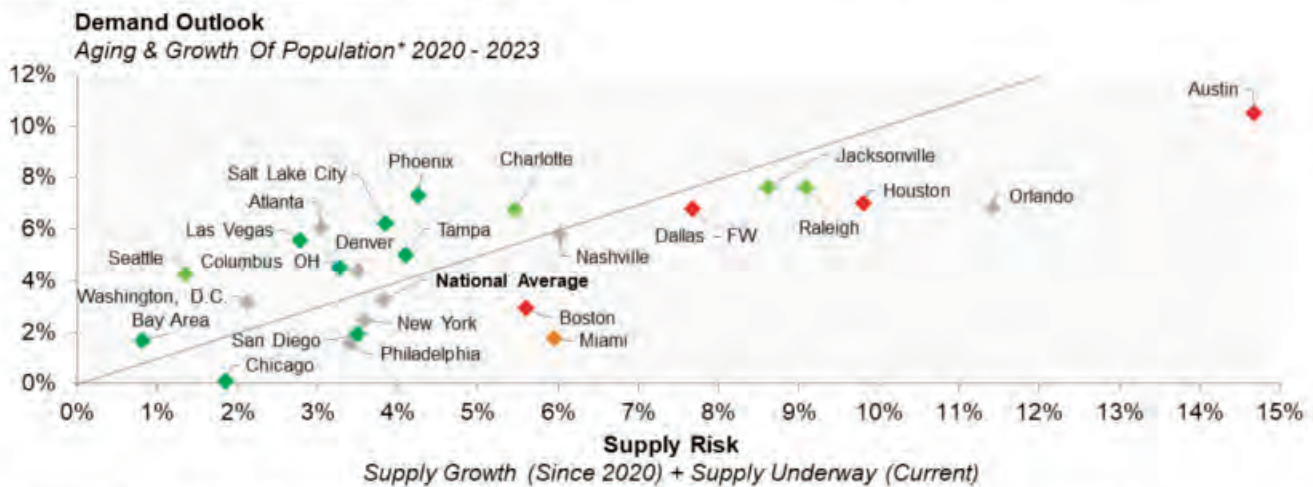 Demand Outlook
Aging & Growth Of Population* 2020 - 2023
12%
10%
8%
6%
4%
2%
0%
Austin
Phoenix
Charlotte
Jacksonville
Salt Lake City
Houston
Orlando
Atlanta
Las Vegas
Denver
Tampa
Dallas - FW
Raleigh
Seattle
Columbus OH
Nashville
National Average
Washington, D.C.
Bay Area
New York
Boston
San Diego
Miami
Philadelphia
Chicago
0% 1% 2% 3% 4% 5% 6% 7% 8% 9% 10% 11% 12% 13% 14% 15%
Supply Risk
Supply Growth (Since 2020) + Supply Underway (Current)